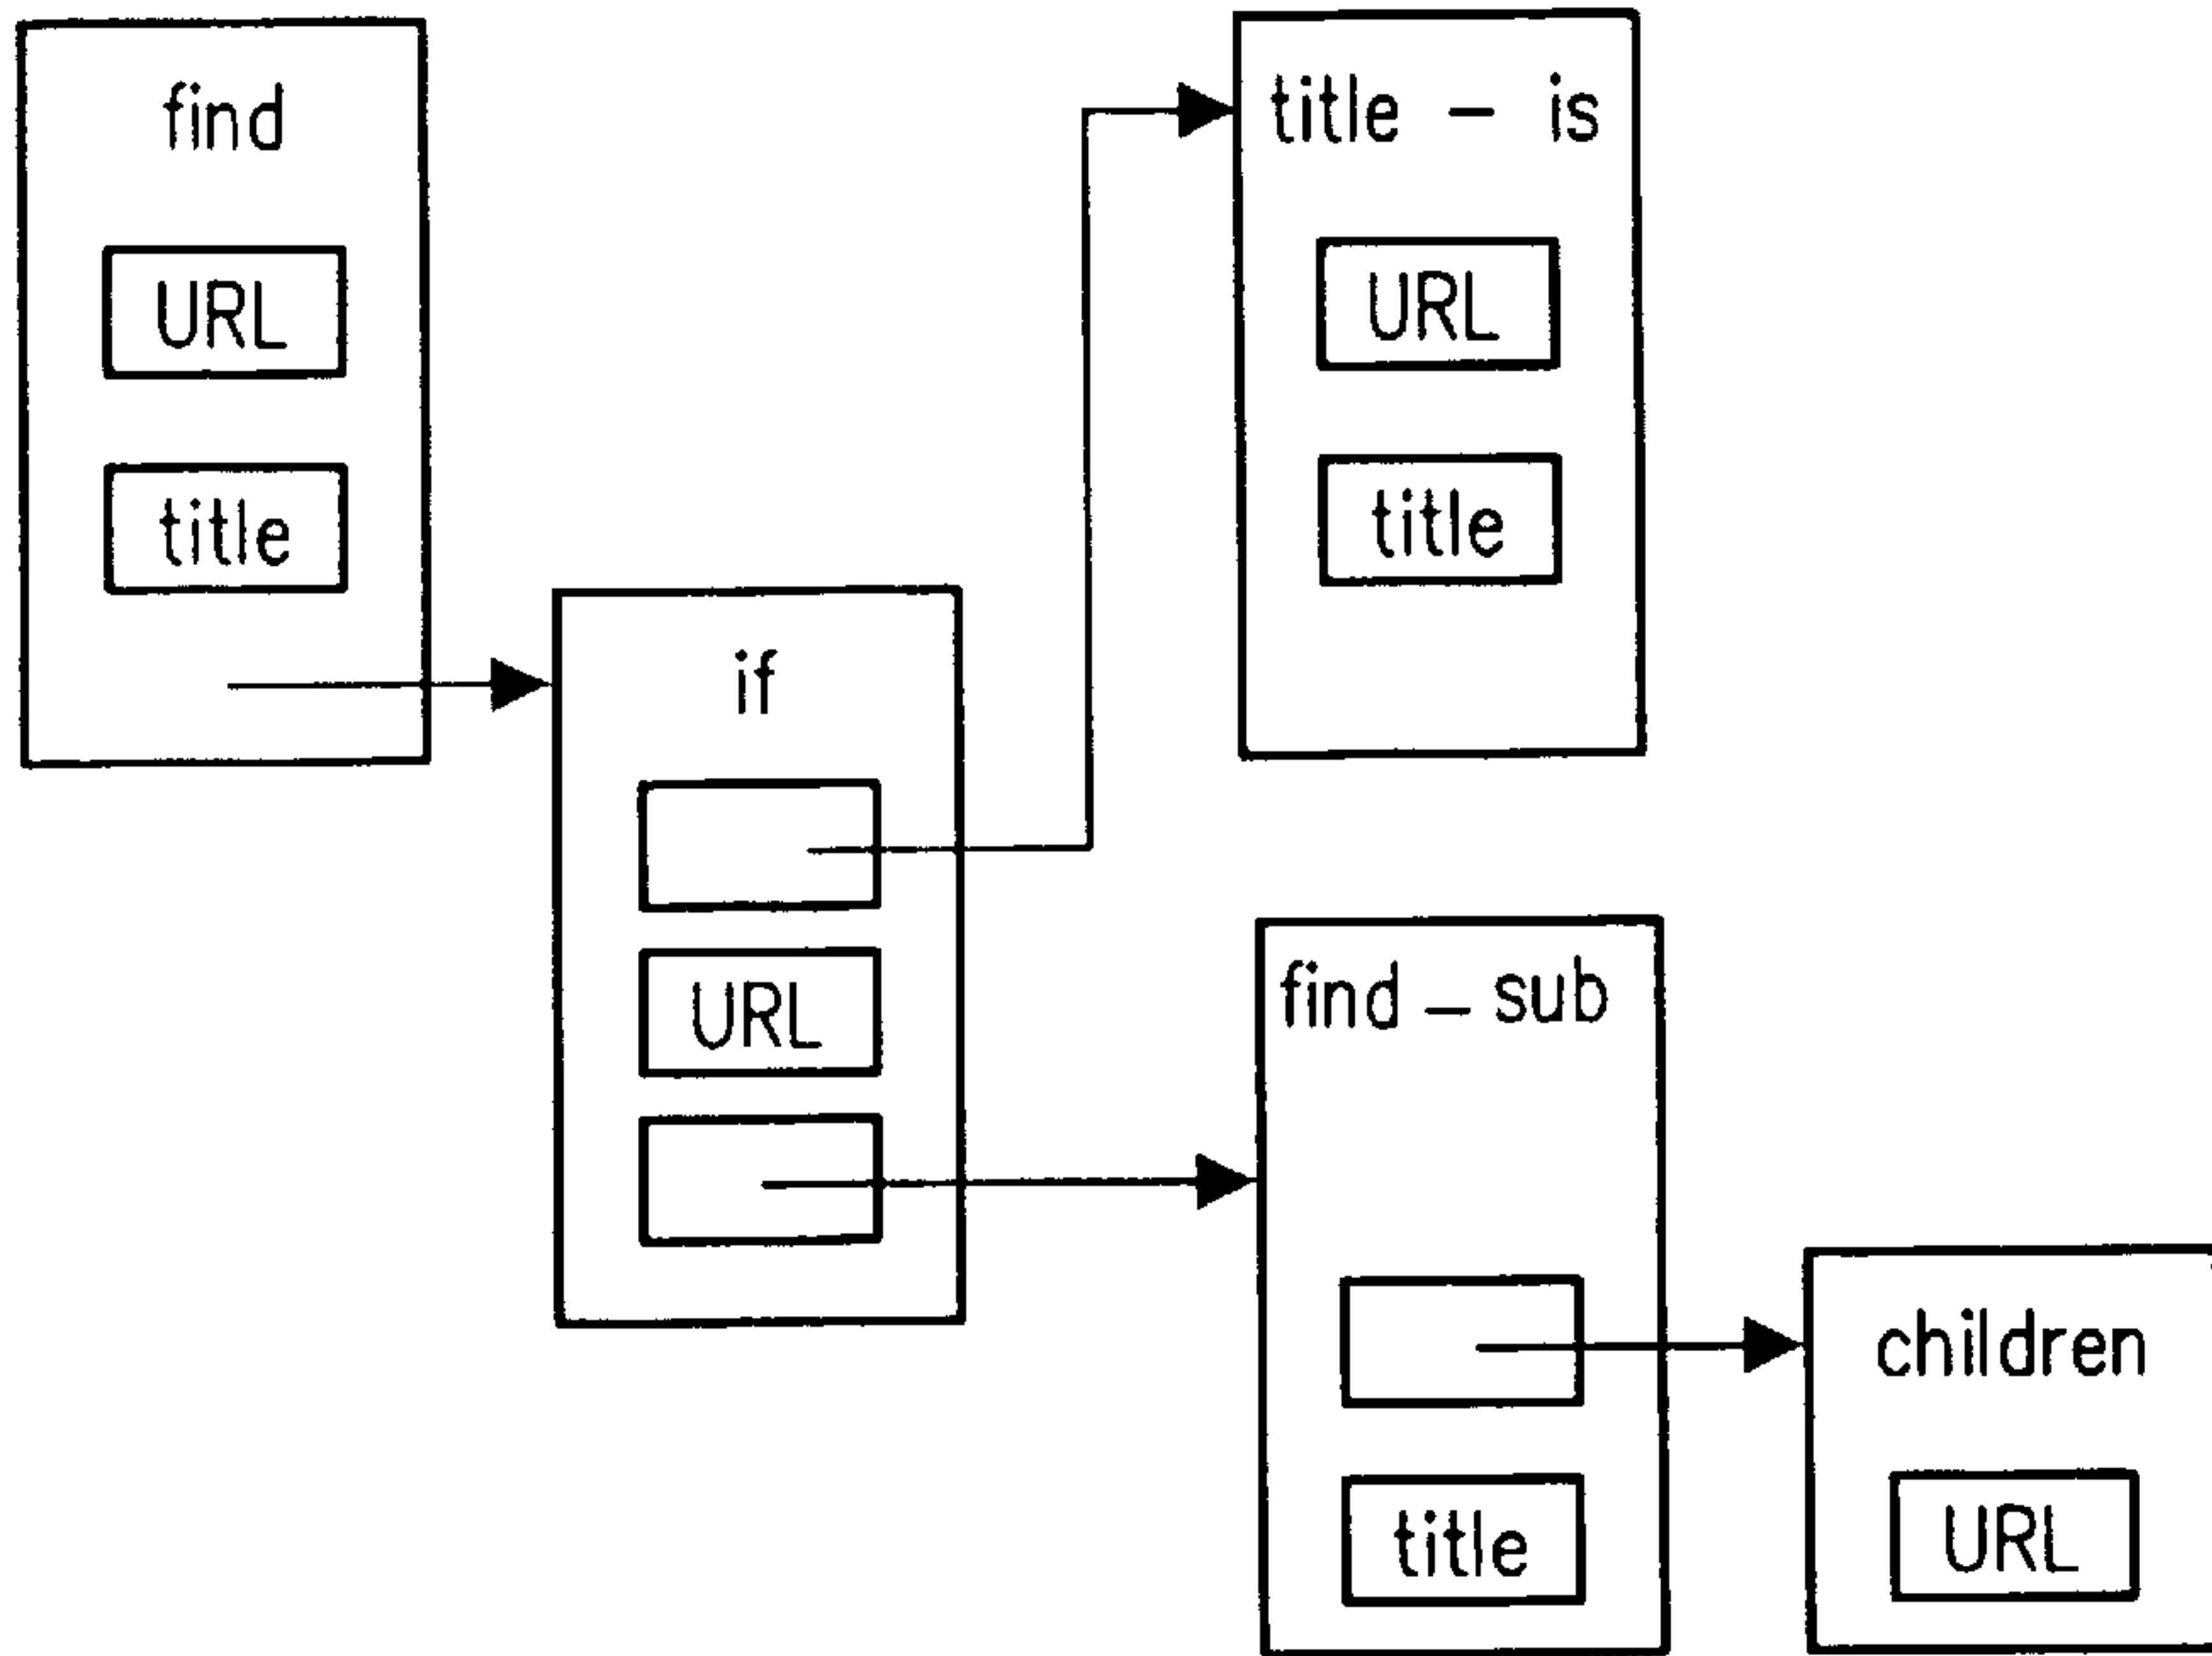 find
URL
title
if
URL
title - is
URL
title
find _ sub
title
children
URL